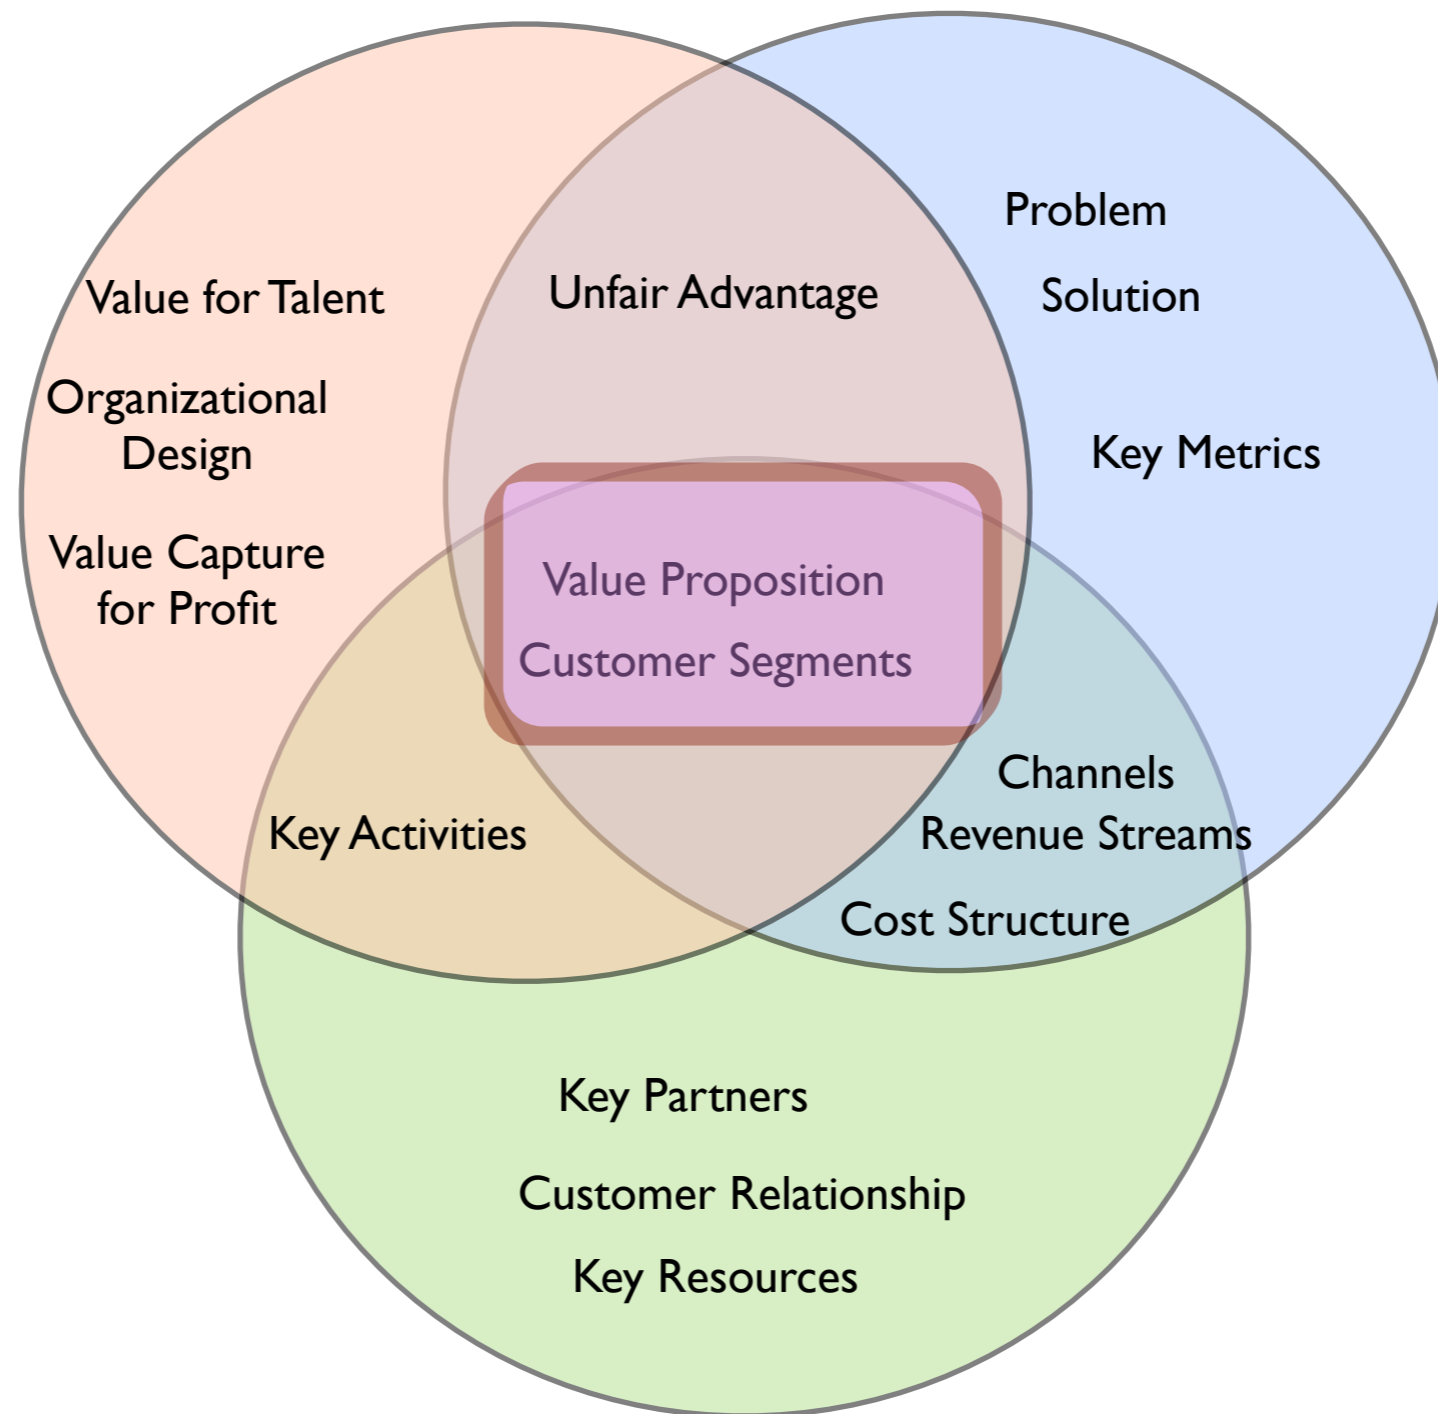 Value for Talent
Organizational
Design
Value Capture
for Profit
Unfair Advantage
Problem
Solution
Key Metrics
Value Proposition
Customer Segments
Key Activities
Channels
Revenue Streams
Cost Structure
Key Partners
Customer Relationship
Key Resources